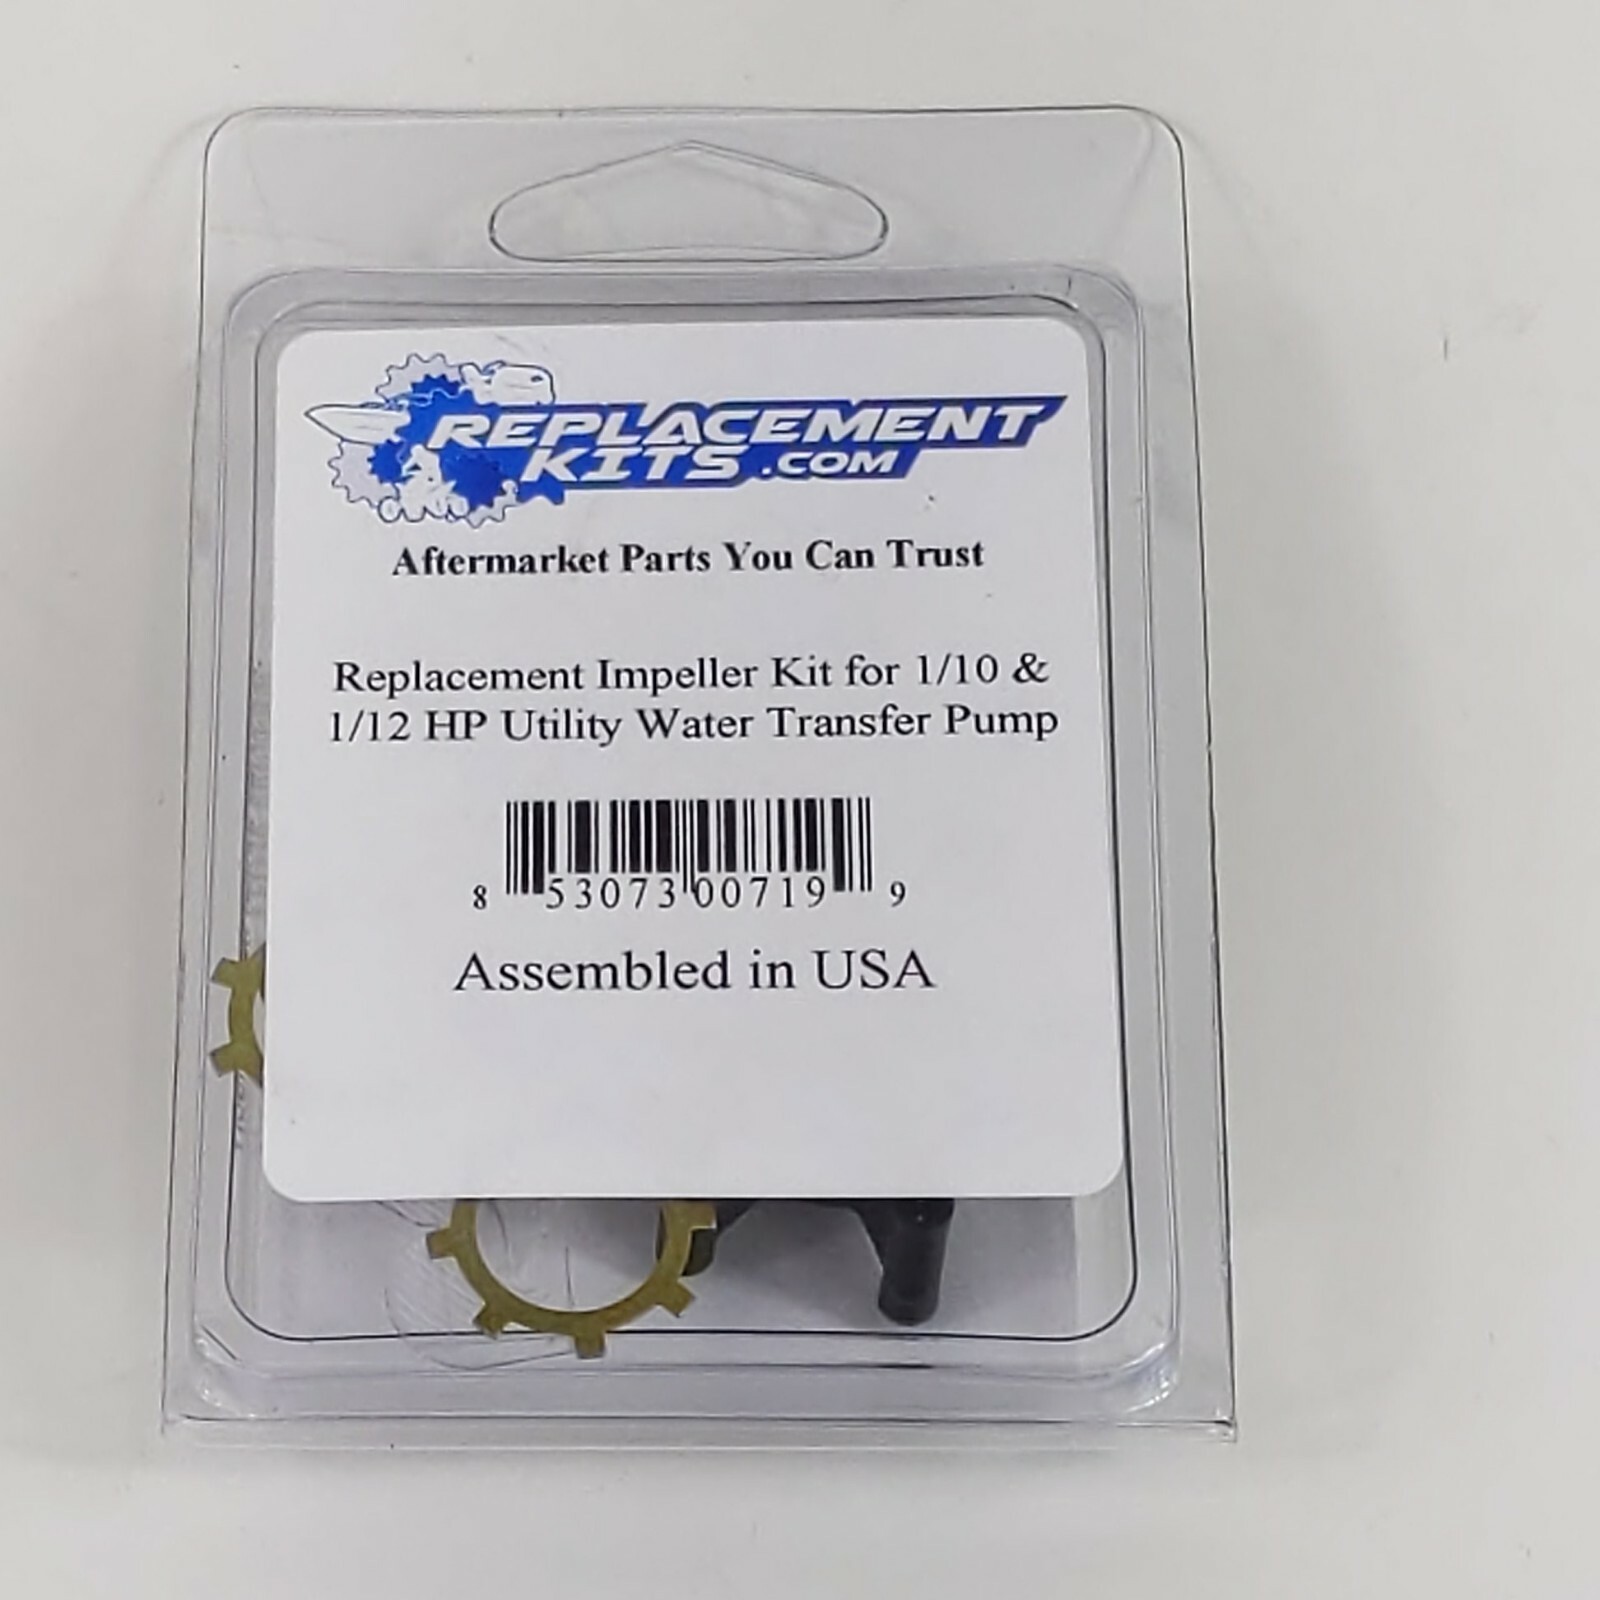 REPLACEMENT
KITS.COM
Aftermarket Parts You Can Trust
Replacement Impeller Kit for 1/10 &
1/12 HP Utility Water Transfer Pump
8 53073 00719 9
Assembled in USA